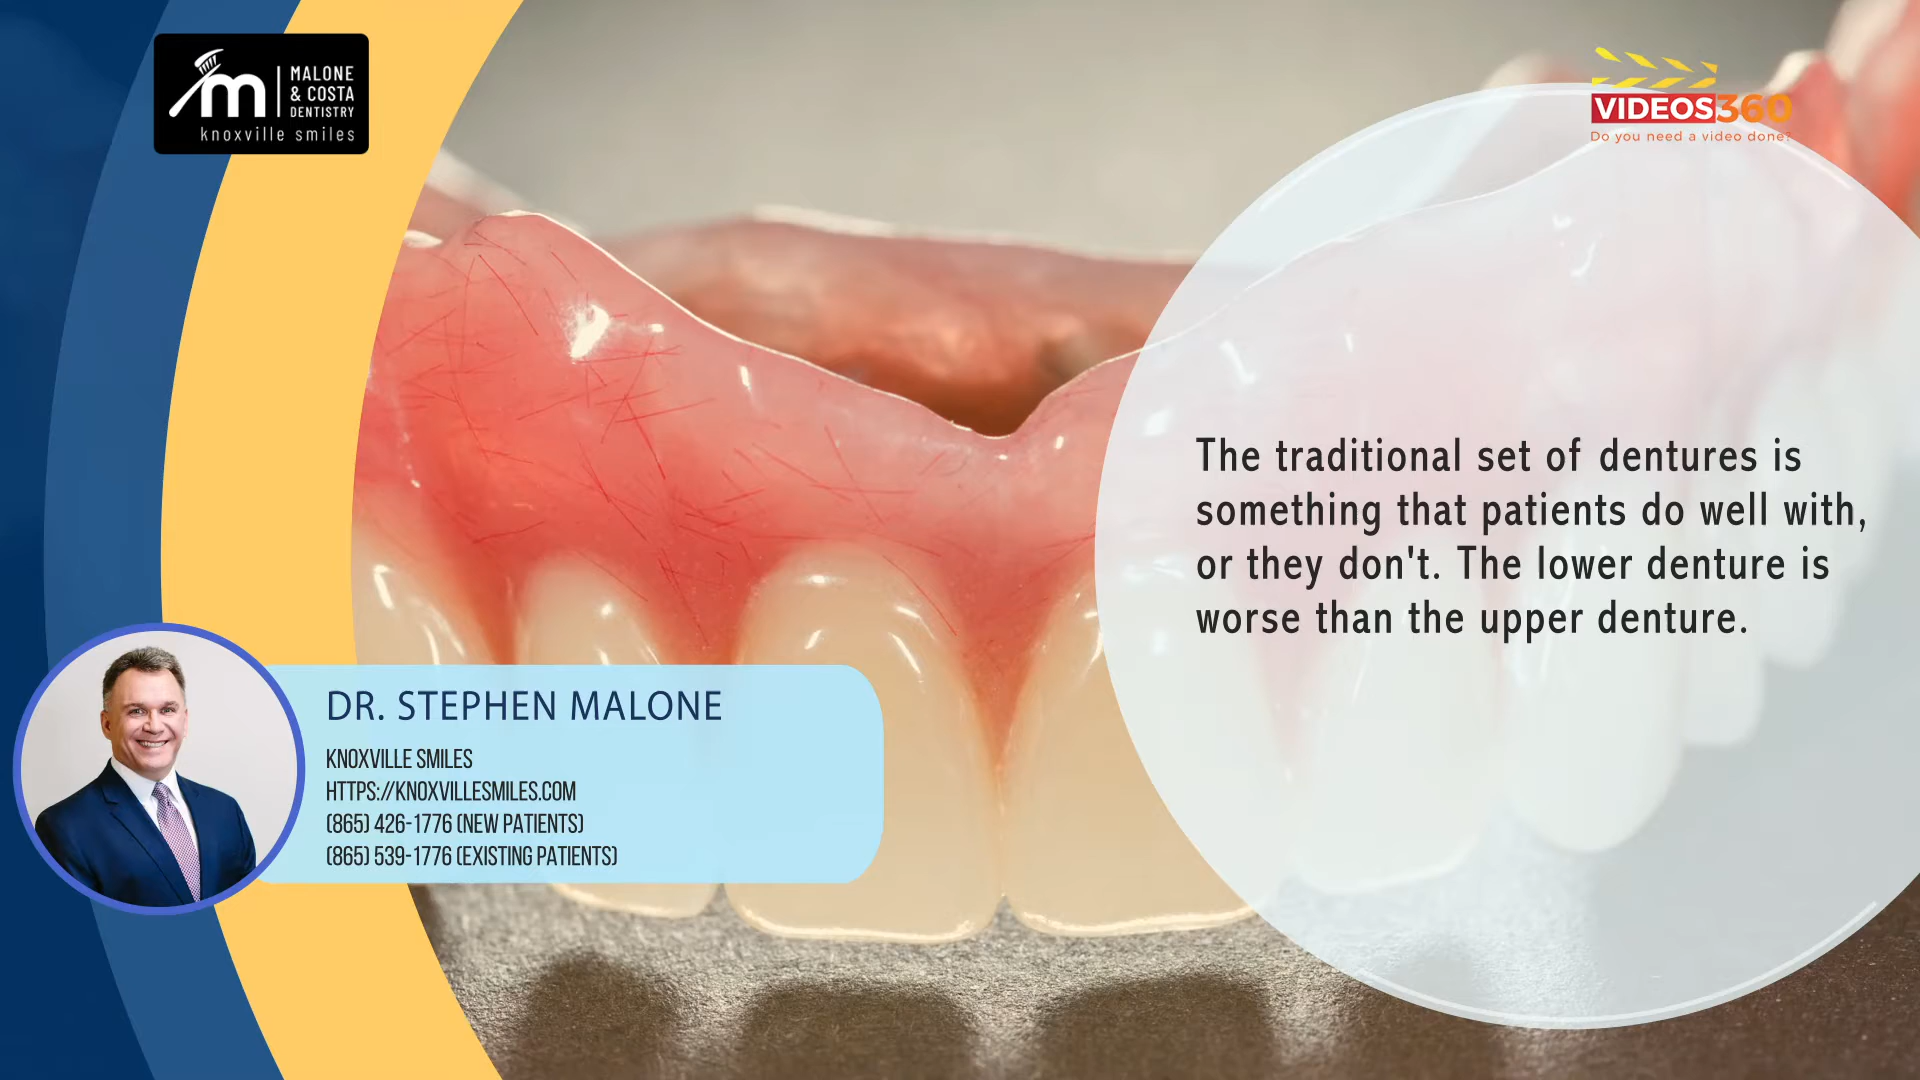 m
MALONE
& COSTA
DENTISTRY
knoxville smiles
VIDEOS360
Do you need a video done?
The traditional set of dentures is
something that patients do well with,
or they don't. The lower denture is
worse than the upper denture.
DR. STEPHEN MALONE
KNOXVILLE SMILES
HTTPS://KNOXVILLESMILES.COM
(865) 426-1776 (NEW PATIENTS)
(865) 539-1776 (EXISTING PATIENTS)